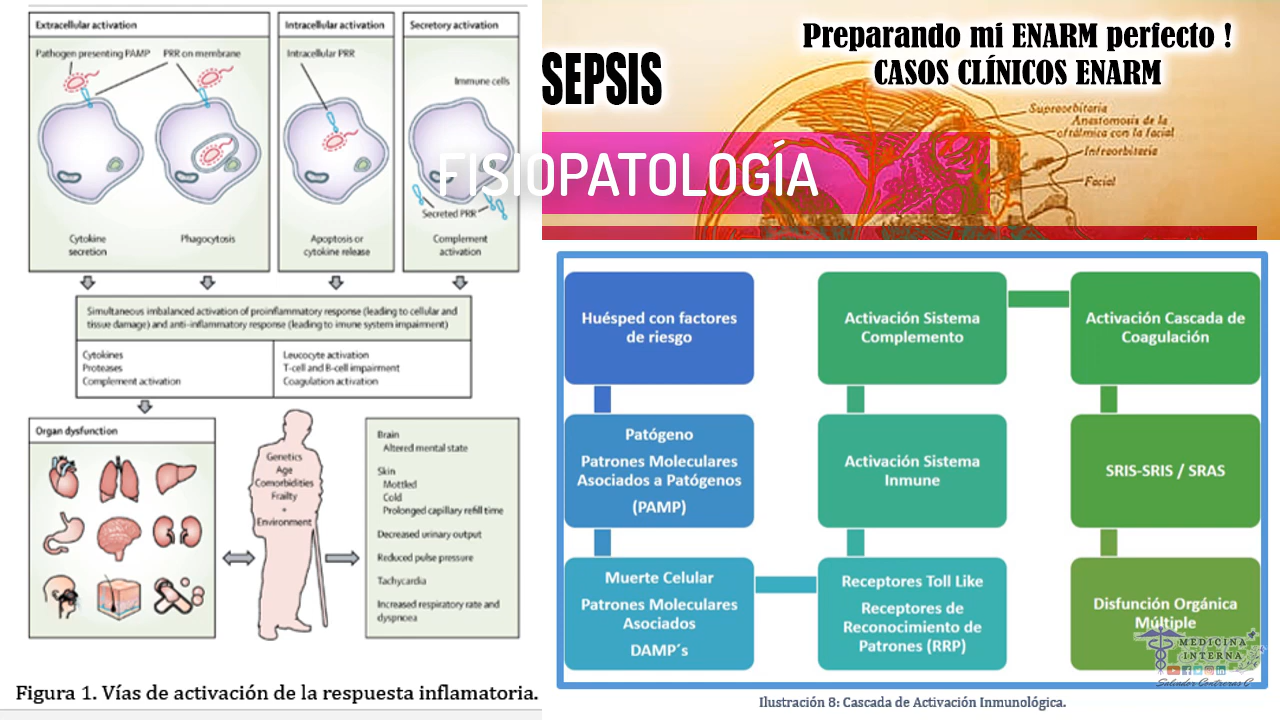 Extracellular activation
Intracellular activation
Secretory activation
Pathogen presenting PAMP
PRR on membrane
Intracellular PRR
Immune cells
Secreted PRR
Cytokine
secretion
Phagocytosis
Apoptosis or
cytokine release
Complement
activation
Simultaneous imbalanced activation of proinflammatory response (leading to cellular and
tissue damage) and anti-inflammatory response (leading to imune system impairment)
Cytokines
Proteases
Complement activation
Leucocyte activation
T-cell and B-cell impairment
Coagulation activation
Organ dysfunction
Genetics
Age
Comorbidities
Frailty
+
Environment
Brain
Altered mental state
Skin
Mottled
Cold
Prolonged capillary refill time
Decreased urinary output
Reduced pulse pressure
Tachycardia
Increased respiratory rate and
dyspnoea
Figura 1. Vías de activación de la respuesta inflamatoria.
Preparando mi ENARM perfecto !
CASOS CLÍNICOS ENARM
SEPSIS
FISIOPATOLOGÍA
Supraorbitaria
Anastomosis de la
oftálmica con la facial
Infraorbitaria
Facial
Huésped con factores
de riesgo
Patógeno
Patrones Moleculares
Asociados a Patógenos
(PAMP)
Muerte Celular
Patrones Moleculares
Asociados
DAMP´s
Receptores Toll Like
Receptores de
Reconocimiento de
Patrones (RRP)
Activación Sistema
Inmune
Activación Sistema
Complemento
Activación Cascada de
Coagulación
SRIS-SRIS / SRAS
Disfunción Orgánica
Múltiple
MEDICINA
INTERNA
Salvador Contreras C.
Ilustración 8: Cascada de Activación Inmunológica.